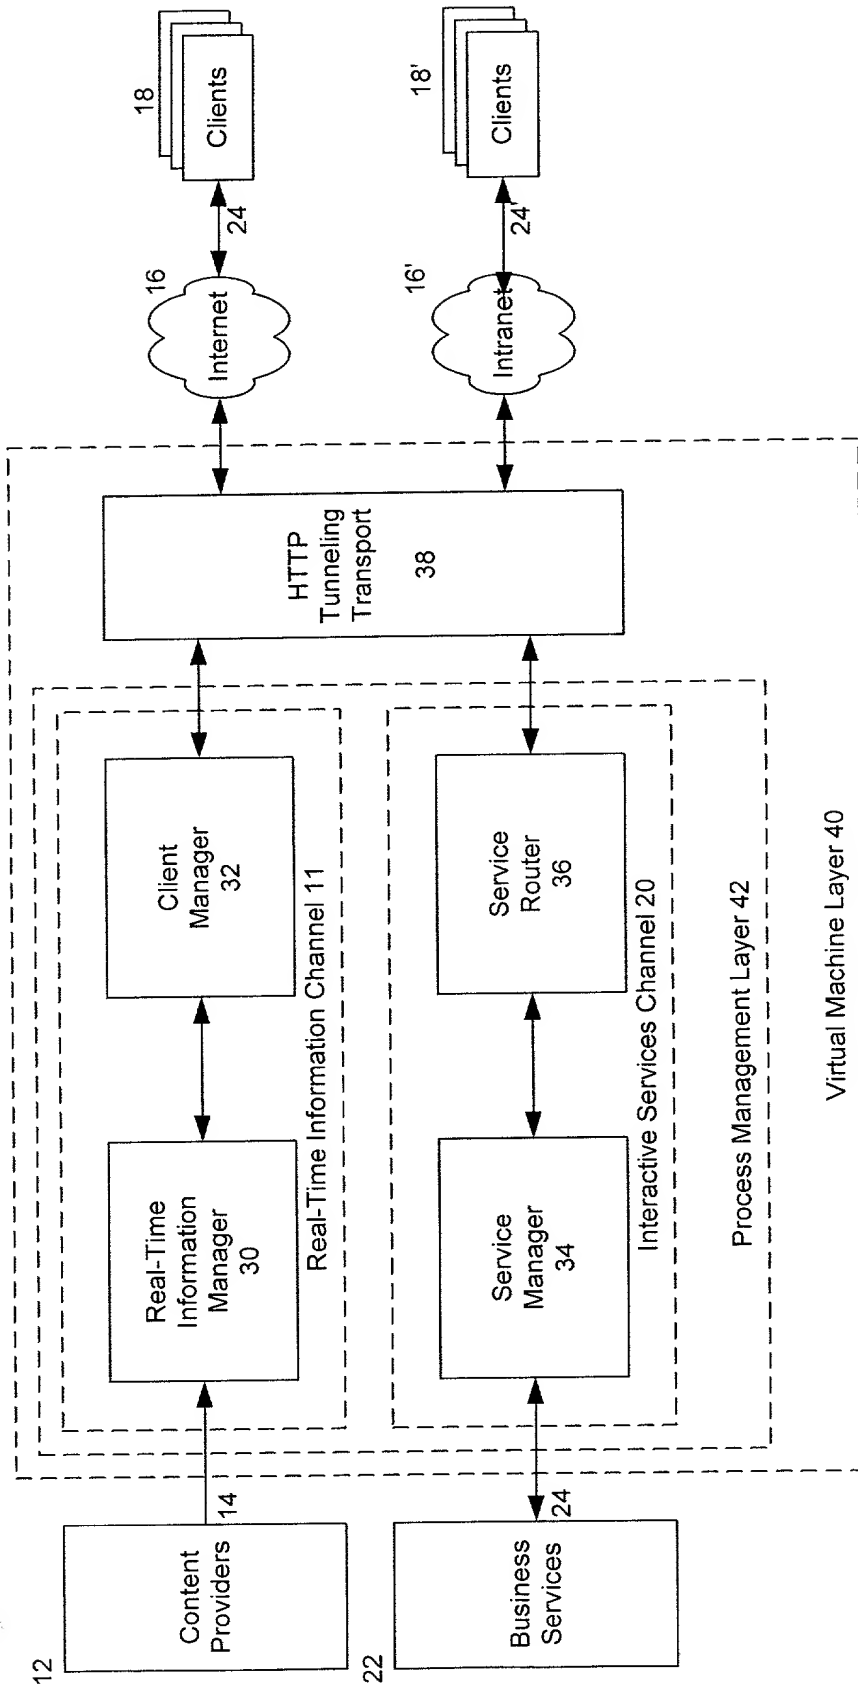 12
Content
Providers
14
Real-Time
Information
Manager
30
Client
Manager
32
Real-Time Information Channel 11
22
Business
Services
24
Service
Manager
34
Service
Router
36
Interactive Services Channel 20
Process Management Layer 42
Virtual Machine Layer 40
HTTP
Tunneling
Transport
38
16
Internet
24
18
Clients
16'
Intranet
24'
18'
Clients